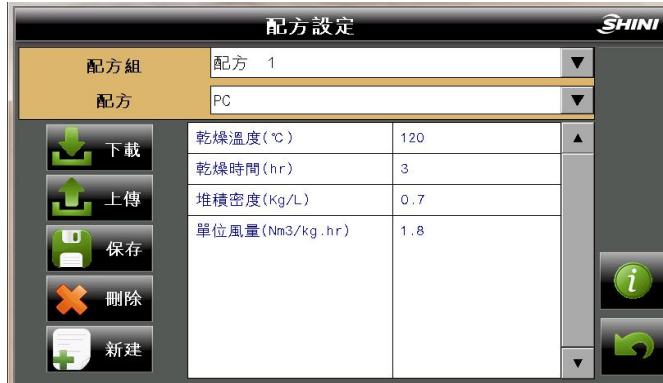 配方設定
SHINI
配方組
配方 1
配方
PC
下載
上傳
保存
刪除
新建
乾燥溫度(℃) 120
乾燥時間(hr) 3
堆積密度(Kg/L) 0.7
單位風量(Nm3/kg.hr) 1.8